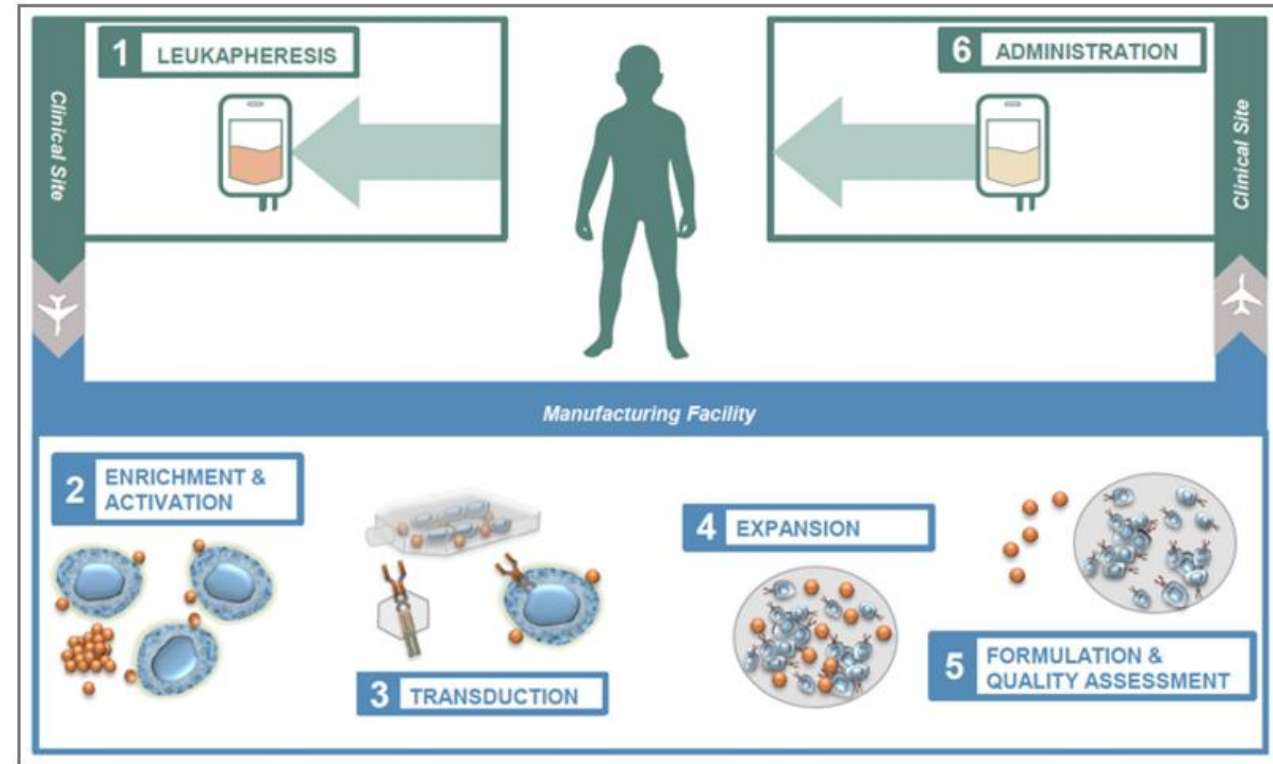 1 LEUKAPHERESIS
6 ADMINISTRATION
Clinical Site
Clinical Site
Manufacturing Facility
2 ENRICHMENT &
ACTIVATION
3 TRANSDUCTION
4 EXPANSION
5 FORMULATION &
QUALITY ASSESSMENT